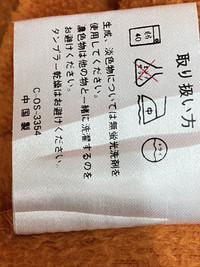 取り扱い方
40
生成、淡色物については無蛍光洗剤を
使用してください。
濃色物は他の物と一緒に洗濯するのを
お避けください。
タンブラー乾燥はお避けください。
C-OS-3354
中国製